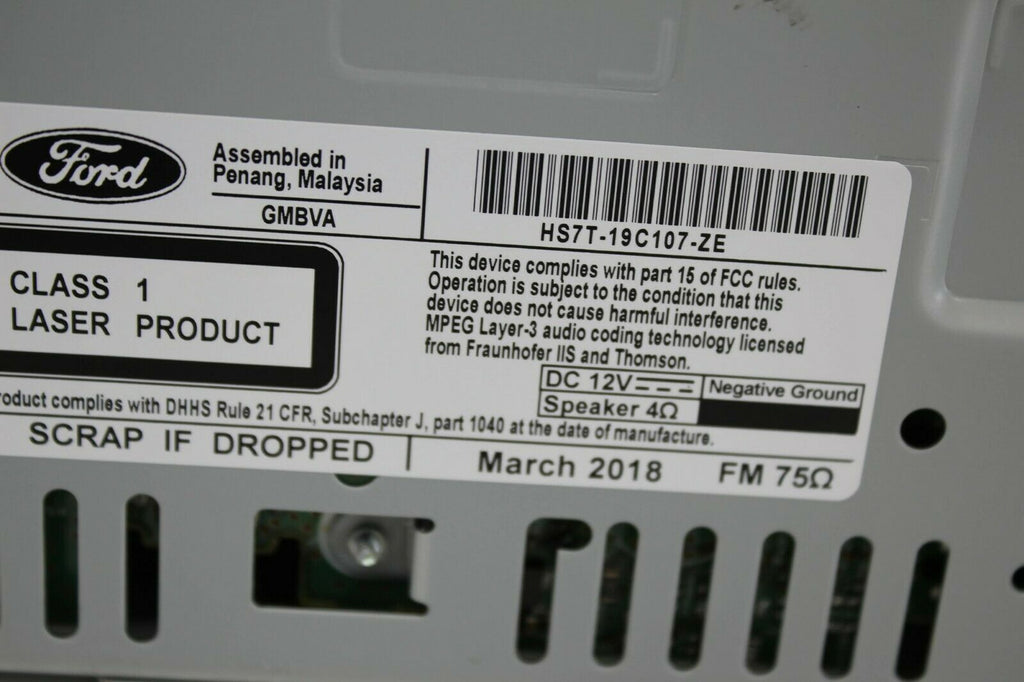 Ford
Assembled in
Penang, Malaysia
GMBVA
HS7T-19C107-ZE
CLASS 1
LASER PRODUCT
This device complies with part 15 of FCC rules.
Operation is subject to the condition that this
device does not cause harmful interference.
MPEG Layer-3 audio coding technology licensed
from Fraunhofer IIS and Thomson.
DC 12V
Negative Ground
Speaker 4Ω
roduct complies with DHHS Rule 21 CFR, Subchapter J, part 1040 at the date of manufacture.
SCRAP IF DROPPED
March 2018
FM 75Ω